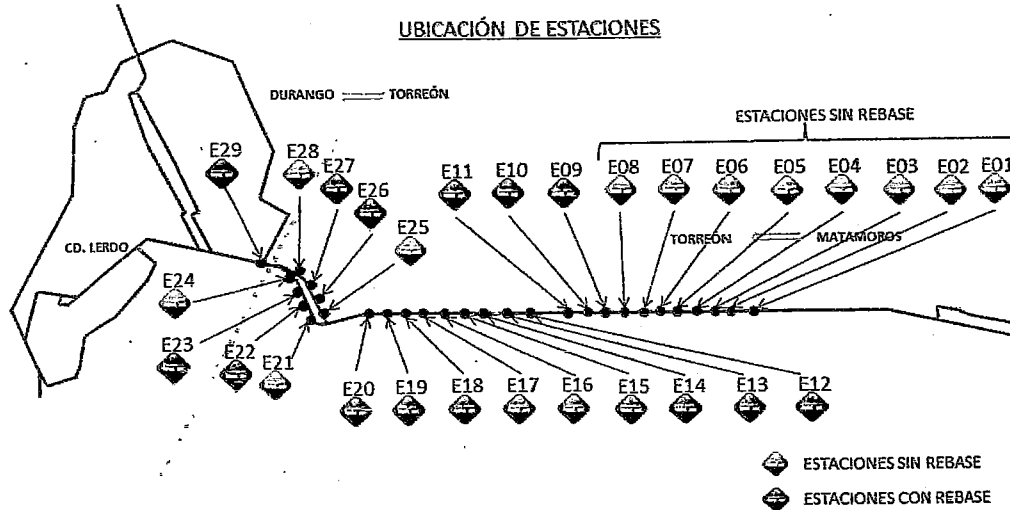 UBICACIÓN DE ESTACIONES
DURANGO TORREÓN
ESTACIONES SIN REBASE
E29 E28 E27 E26 E25 E11 E10 E09 E08 E07 E06 E05 E04 E03 E02 E01
CD. LERDO
TORREÓN MATAMOROS
E24
E23 E22 E21 E20 E19 E18 E17 E16 E15 E14 E13 E12
ESTACIONES SIN REBASE
ESTACIONES CON REBASE